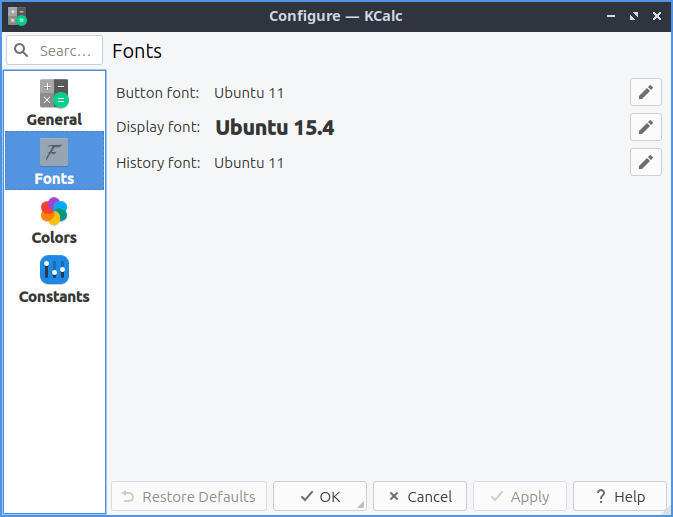 Configure — KCalc
Searc...
Fonts
General
Fonts
Colors
Constants
Button font: Ubuntu 11
Display font: Ubuntu 15.4
History font: Ubuntu 11
Restore Defaults
OK
Cancel
Apply
? Help